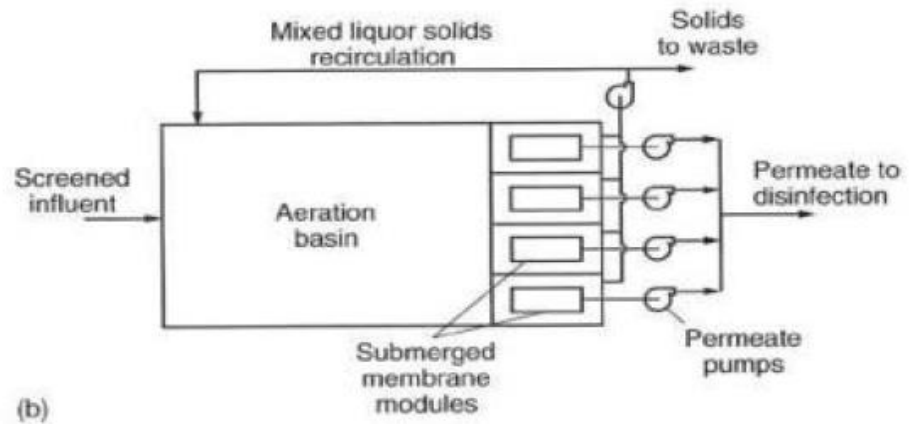 Mixed liquor solids
recirculation
Solids
to waste
Screened
influent
Aeration
basin
Permeate to
disinfection
Submerged
membrane
modules
Permeate
pumps
(b)